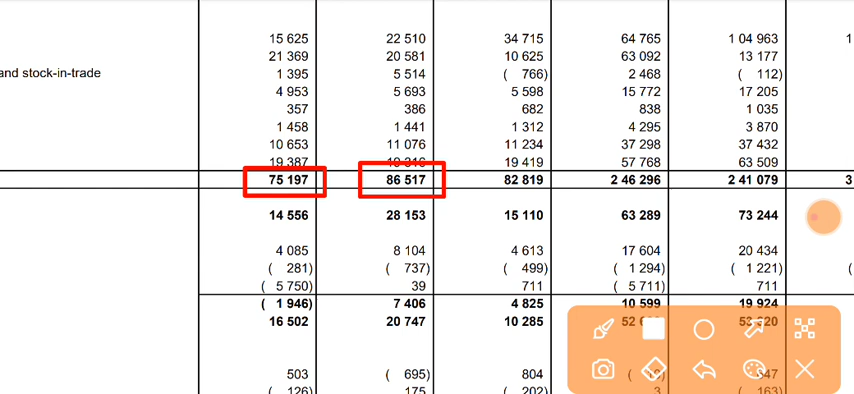 15 625 22 510 34 715 64 765 1 04 963 1
21 369 20 581 10 625 63 092 13 177
and stock-in-trade 1 395 5 514 ( 766) 2 468 ( 112)
4 953 5 693 5 598 15 772 17 205
357 386 682 838 1 035
1 458 1 441 1 312 4 295 3 870
10 653 11 076 11 234 37 298 37 432
19 387 19 419 57 768 63 509
75 197 86 517 82 819 2 46 296 2 41 079 3
14 556 28 153 15 110 63 289 73 244
4 085 8 104 4 613 17 604 20 434
( 281) ( 737) ( 499) ( 1 294) ( 1 221) (
( 5 750) 39 711 ( 5 711) 711
( 1 946) 7 406 4 825 10 599 19 924
16 502 20 747 10 285 52
503 ( 695) 804 (
( 126) 175 ( 202) 3 ( 163)